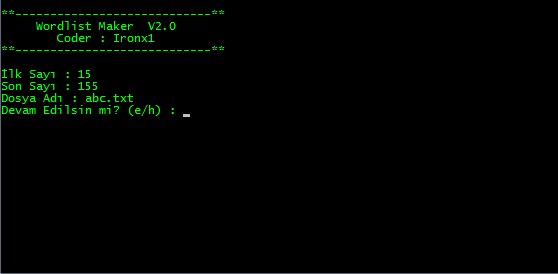 **----------------------------**
Wordlist Maker V2.0
Coder : Ironx1
**----------------------------**
İlk Sayı : 15
Son Sayı : 155
Dosya Adı : abc.txt
Devam Edilsin mi? (e/h) : _